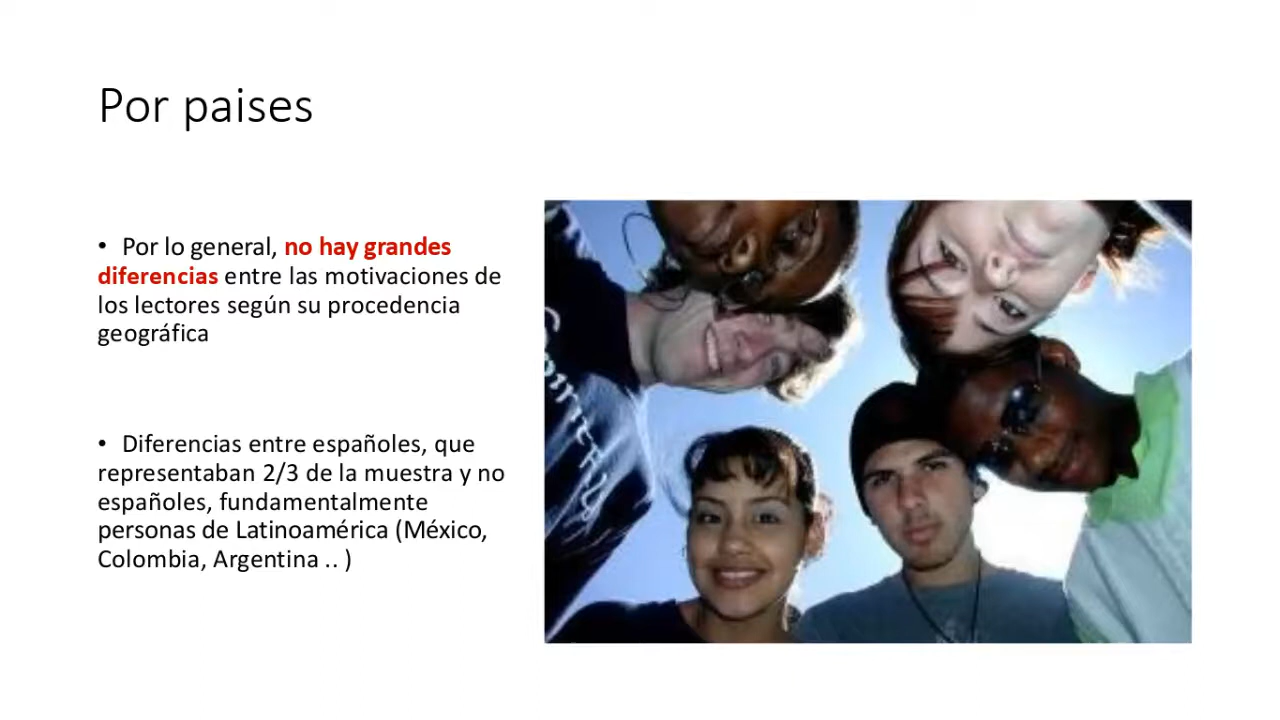 Por paises
• Por lo general, no hay grandes
diferencias entre las motivaciones de
los lectores según su procedencia
geográfica
• Diferencias entre españoles, que
representaban 2/3 de la muestra y no
españoles, fundamentalmente
personas de Latinoamérica (México,
Colombia, Argentina .. )